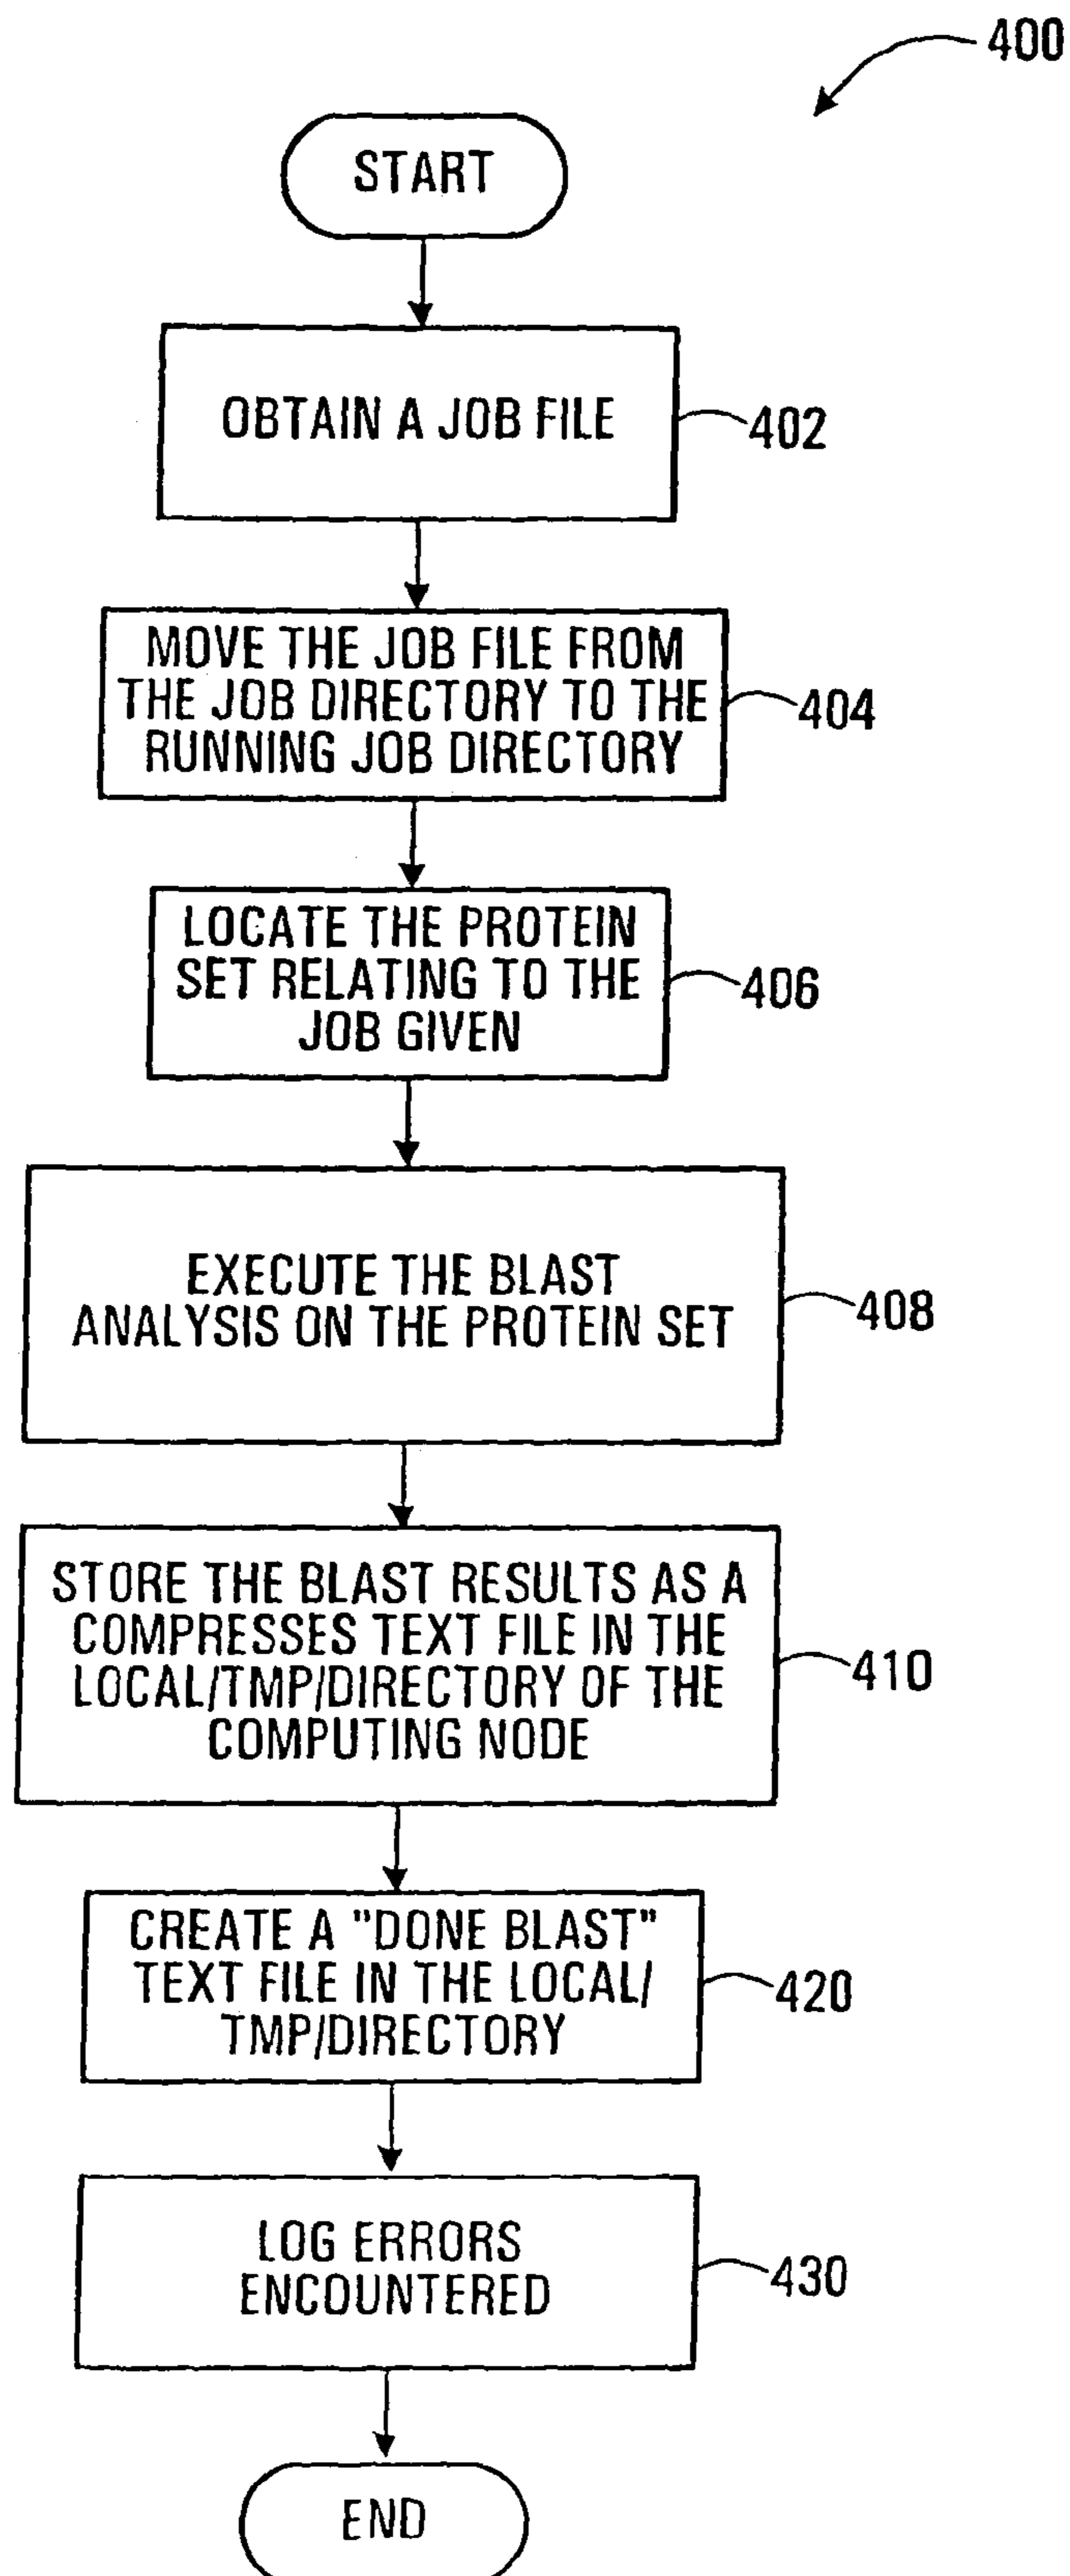 400
START
OBTAIN A JOB FILE
402
MOVE THE JOB FILE FROM
THE JOB DIRECTORY TO THE
RUNNING JOB DIRECTORY
404
LOCATE THE PROTEIN
SET RELATING TO THE
JOB GIVEN
406
EXECUTE THE BLAST
ANALYSIS ON THE PROTEIN SET
408
STORE THE BLAST RESULTS AS A
COMPRESSES TEXT FILE IN THE
LOCAL/TMP/DIRECTORY OF THE
COMPUTING NODE
410
CREATE A "DONE BLAST"
TEXT FILE IN THE LOCAL/
TMP/DIRECTORY
420
LOG ERRORS
ENCOUNTERED
430
END